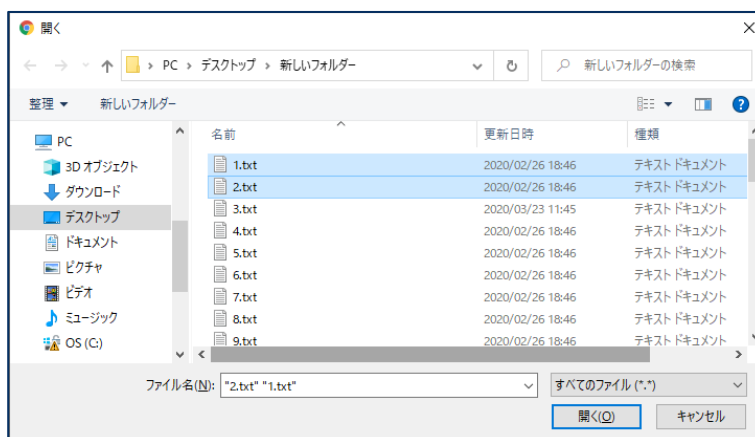 開く
PC › デスクトップ › 新しいフォルダー
新しいフォルダーの検索
整理 新しいフォルダー
名前 更新日時 種類
PC
3D オブジェクト
ダウンロード
デスクトップ
ドキュメント
ピクチャ
ビデオ
ミュージック
OS (C:)
1.txt 2020/02/26 18:46 テキスト ドキュメント
2.txt 2020/02/26 18:46 テキスト ドキュメント
3.txt 2020/03/23 11:45 テキスト ドキュメント
4.txt 2020/02/26 18:46 テキスト ドキュメント
5.txt 2020/02/26 18:46 テキスト ドキュメント
6.txt 2020/02/26 18:46 テキスト ドキュメント
7.txt 2020/02/26 18:46 テキスト ドキュメント
8.txt 2020/02/26 18:46 テキスト ドキュメント
9.txt 2020/02/26 18:46 テキスト ドキュメント
ファイル名(N): "2.txt" "1.txt" すべてのファイル (*.*)
開く(O) キャンセル